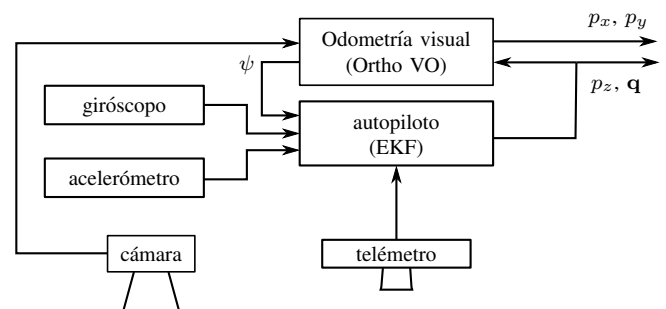 Odometría visual
(Ortho VO)
p_x, p_y
ψ
p_z, q
giróscopo
autopiloto
(EKF)
acelerómetro
cámara
telémetro